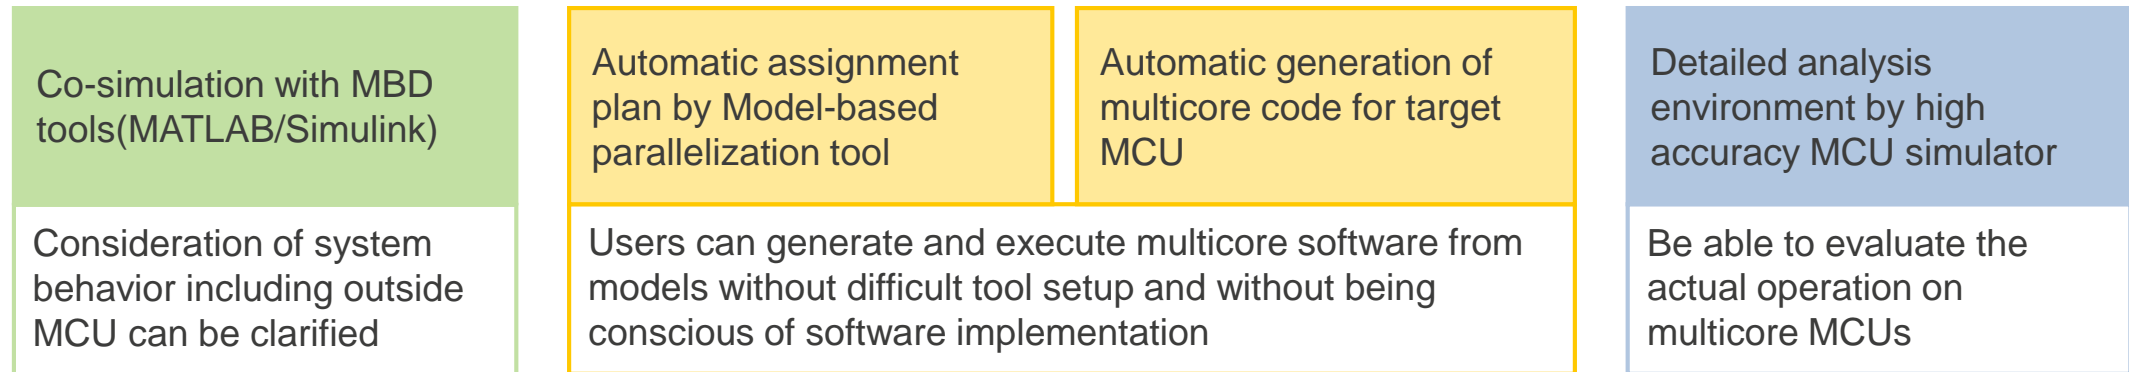 Co-simulation with MBD
tools(MATLAB/Simulink)
Consideration of system
behavior including outside
MCU can be clarified
Automatic assignment
plan by Model-based
parallelization tool
Automatic generation of
multicore code for target
MCU
Users can generate and execute multicore software from
models without difficult tool setup and without being
conscious of software implementation
Detailed analysis
environment by high
accuracy MCU simulator
Be able to evaluate the
actual operation on
multicore MCUs